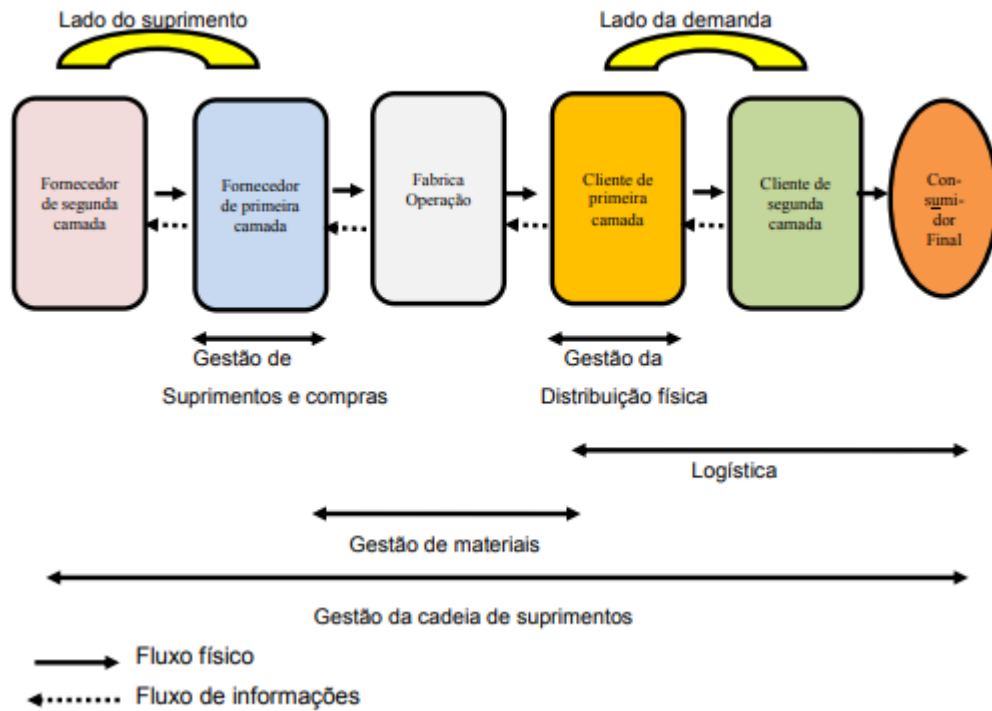 Lado do suprimento
Lado da demanda
Fornecedor
de segunda
camada
Fornecedor
de primeira
camada
Fabrica
Operação
Cliente de
primeira
camada
Cliente de
segunda
camada
Con-
sumi-
dor
Final
Gestão de
Suprimentos e compras
Gestão da
Distribuição física
Logística
Gestão de materiais
Gestão da cadeia de suprimentos
Fluxo físico
Fluxo de informações